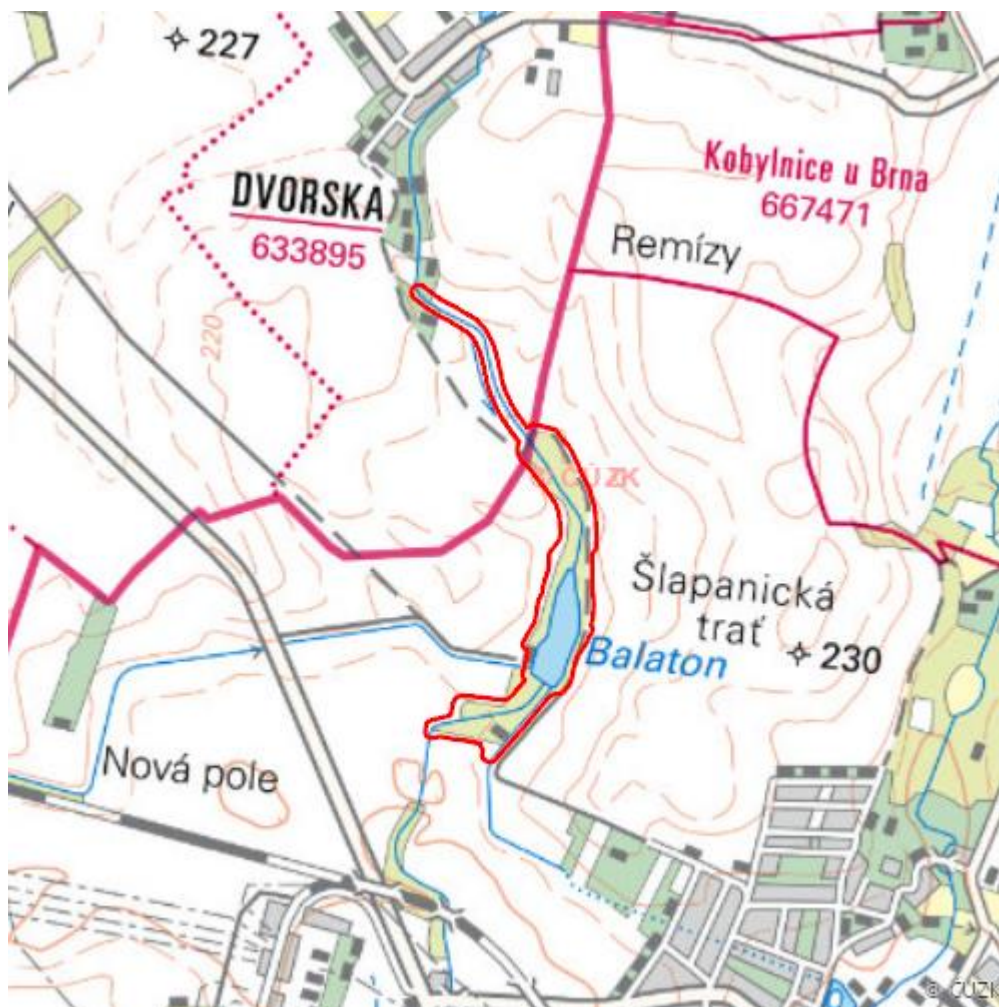 227
DVORSKA
633895
Kobylnice u Brna
667471
Remízy
220
ČÚZK
Šlapanická
trať
230
Balaton
Nová pole
© ČÚZK